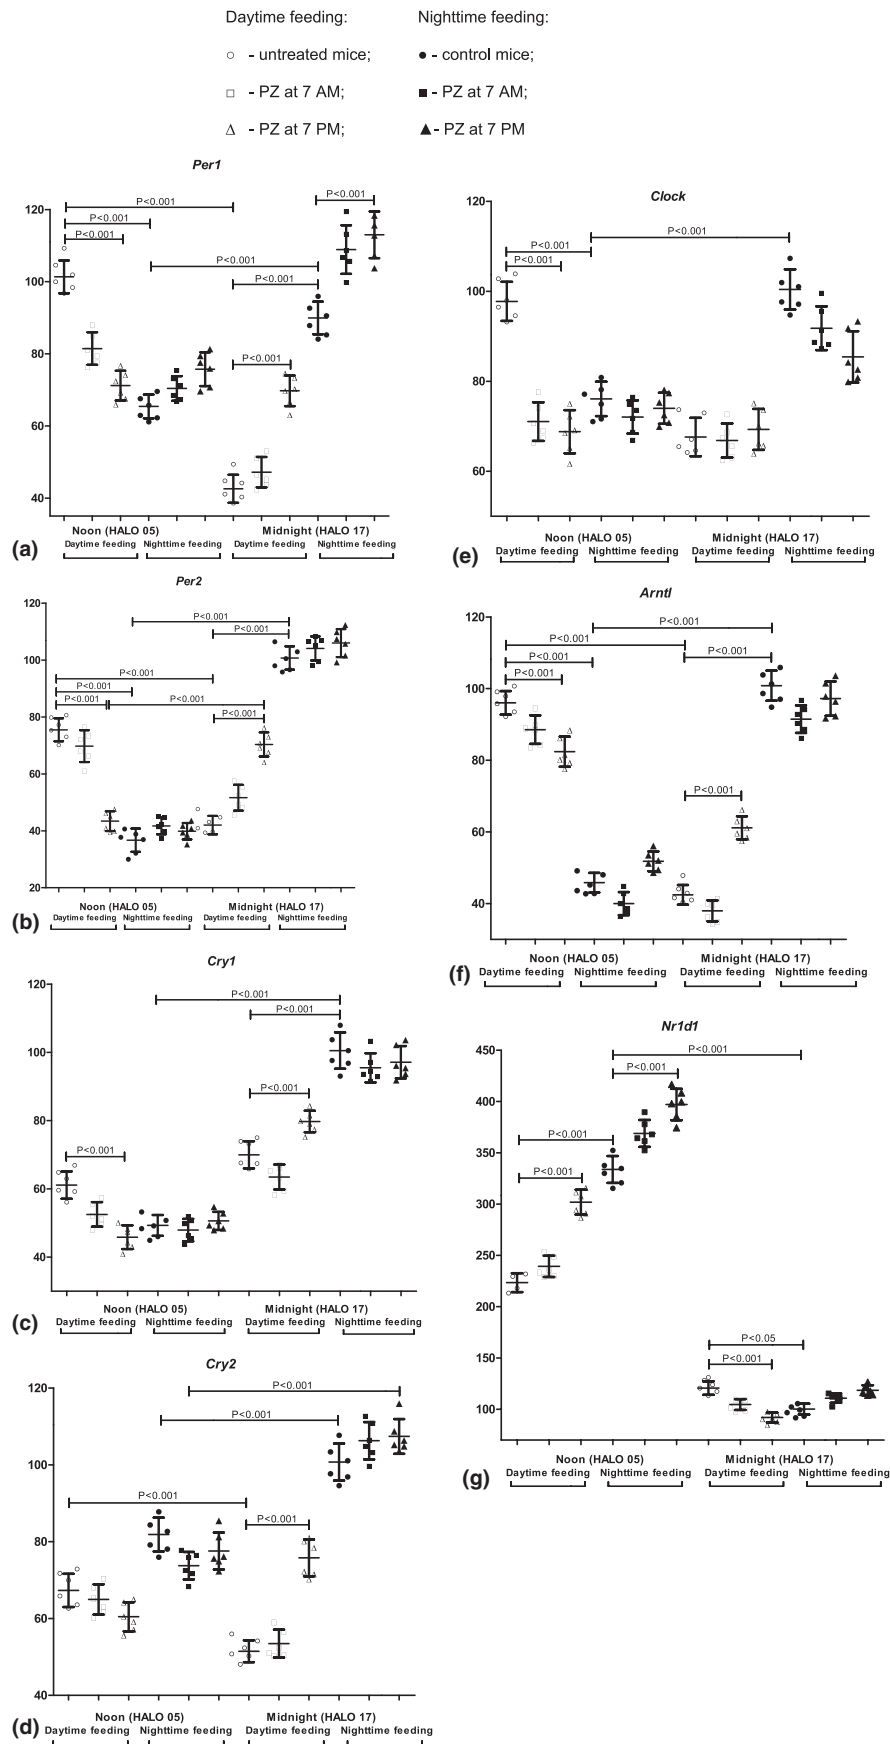 Daytime feeding: Nighttime feeding:
○ - untreated mice; ● - control mice;
□ - PZ at 7 AM; ■ - PZ at 7 AM;
△ - PZ at 7 PM; ▲ - PZ at 7 PM
Per1
120
100
80
60
40
P<0.001
P<0.001
P<0.001
P<0.001
P<0.001
P<0.001
P<0.001
Noon (HALO 05) Midnight (HALO 17)
Daytime feeding Nighttime feeding Daytime feeding Nighttime feeding
(a)
Per2
120
100
80
60
40
20
P<0.001
P<0.001
P<0.001
P<0.001
P<0.001 P<0.001
P<0.001
Noon (HALO 05) Midnight (HALO 17)
Daytime feeding Nighttime feeding Daytime feeding Nighttime feeding
(b)
Cry1
120
100
80
60
40
P<0.001
P<0.001
P<0.001
P<0.001
Noon (HALO 05) Midnight (HALO 17)
Daytime feeding Nighttime feeding Daytime feeding Nighttime feeding
(c)
Cry2
120
100
80
60
40
P<0.001
P<0.001
P<0.001
P<0.001
Noon (HALO 05) Midnight (HALO 17)
(d) Daytime feeding Nighttime feeding Daytime feeding Nighttime feeding
Clock
120
100
80
60
P<0.001
P<0.001
P<0.001
Noon (HALO 05) Midnight (HALO 17)
(e) Daytime feeding Nighttime feeding Daytime feeding Nighttime feeding
Arntl
120
100
80
60
40
P<0.001
P<0.001
P<0.001 P<0.001
P<0.001
P<0.001
Noon (HALO 05) Midnight (HALO 17)
(f) Daytime feeding Nighttime feeding Daytime feeding Nighttime feeding
Nr1d1
450
400
350
300
250
200
150
100
P<0.001
P<0.001
P<0.001
P<0.001
P<0.05
P<0.001
Noon (HALO 05) Midnight (HALO 17)
(g) Daytime feeding Nighttime feeding Daytime feeding Nighttime feeding